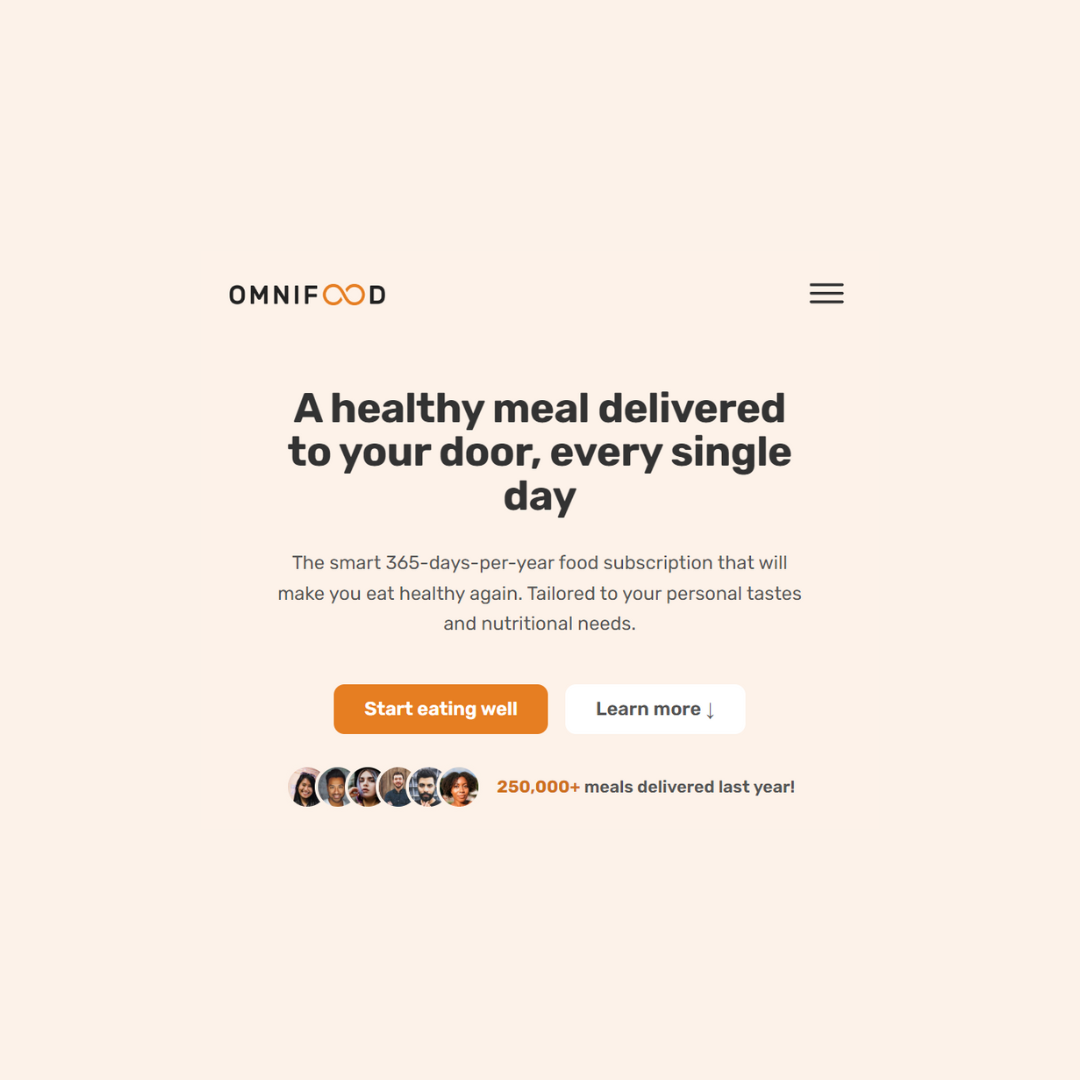 OMNIFOOD
A healthy meal delivered
to your door, every single
day
The smart 365-days-per-year food subscription that will
make you eat healthy again. Tailored to your personal tastes
and nutritional needs.
Start eating well
Learn more ↓
250,000+ meals delivered last year!